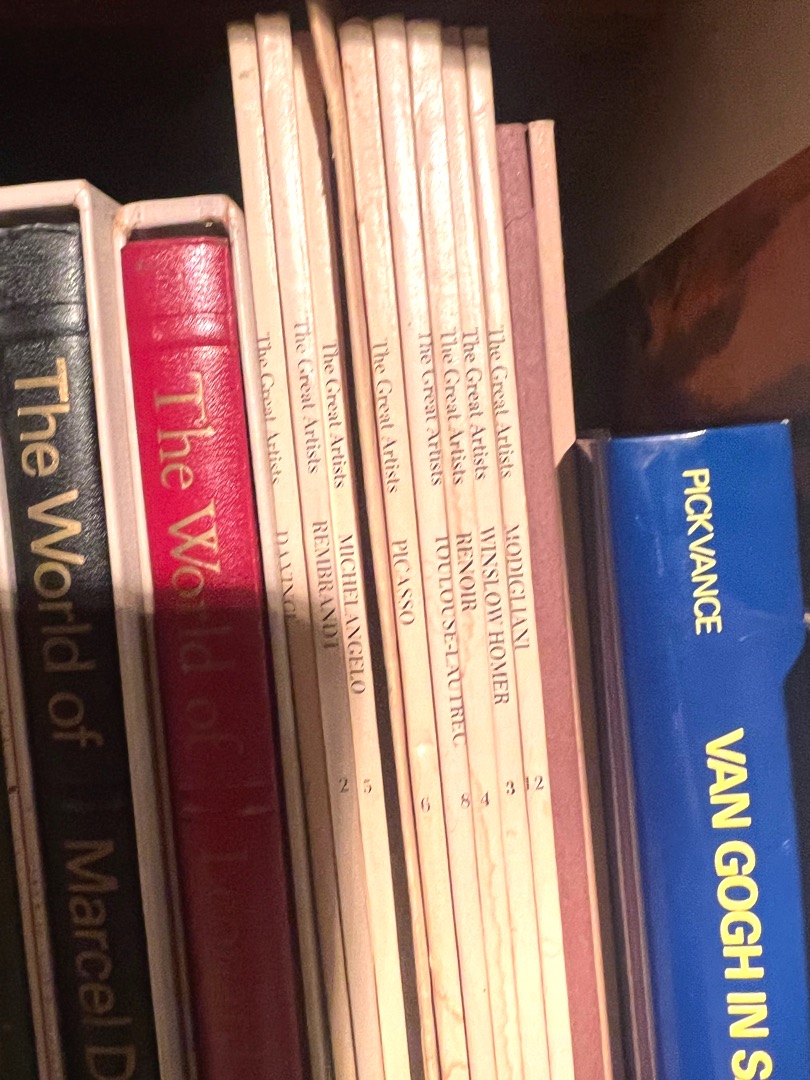 The World of Marcel D
The World of
The Great Artists DA VINCI
The Great Artists REMBRANDT 2
The Great Artists MICHELANGELO 5
The Great Artists PICASSO 6
The Great Artists TOULOUSE-LAUTREC 8
The Great Artists RENOIR 4
The Great Artists WINSLOW HOMER 3
The Great Artists MODIGLIANI 12
PICKVANCE VAN GOGH IN S